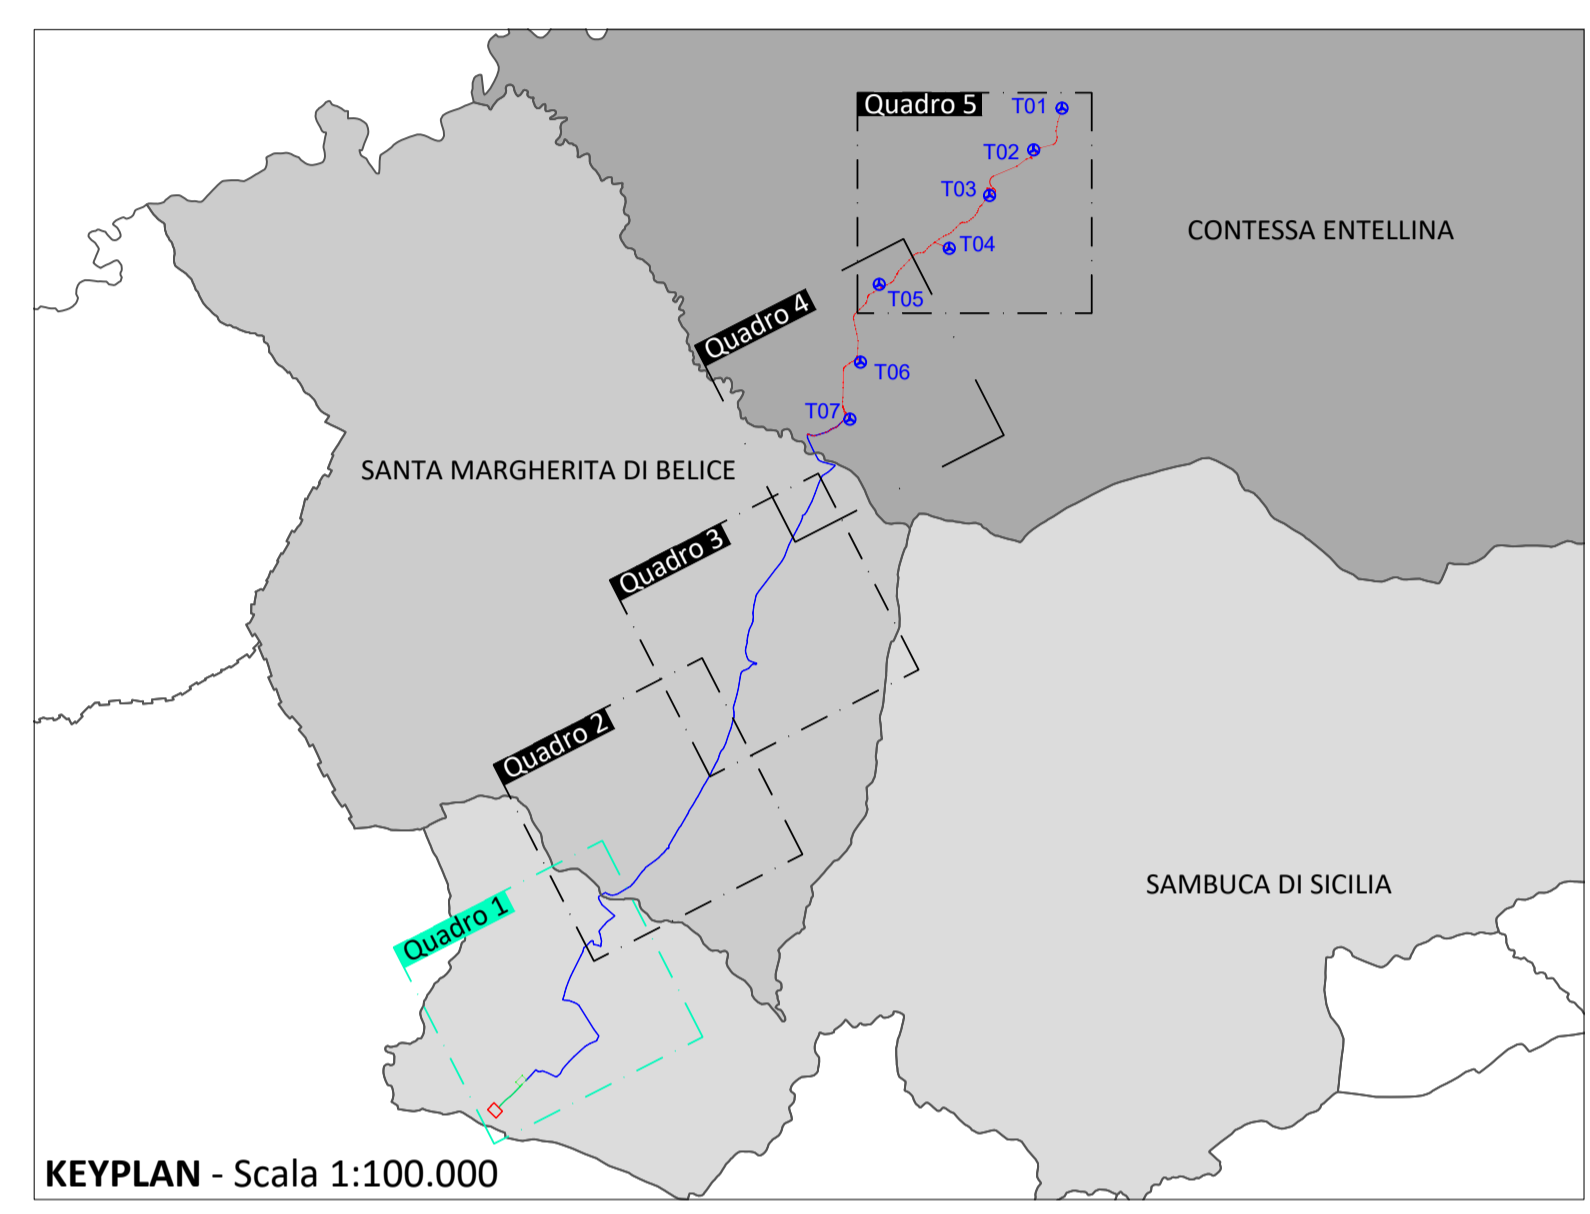 Quadro 5
T01
T02
T03
CONTESSA ENTELLINA
T04
T05
Quadro 4
T06
T07
SANTA MARGHERITA DI BELICE
Quadro 3
Quadro 2
SAMBUCA DI SICILIA
Quadro 1
KEYPLAN - Scala 1:100.000